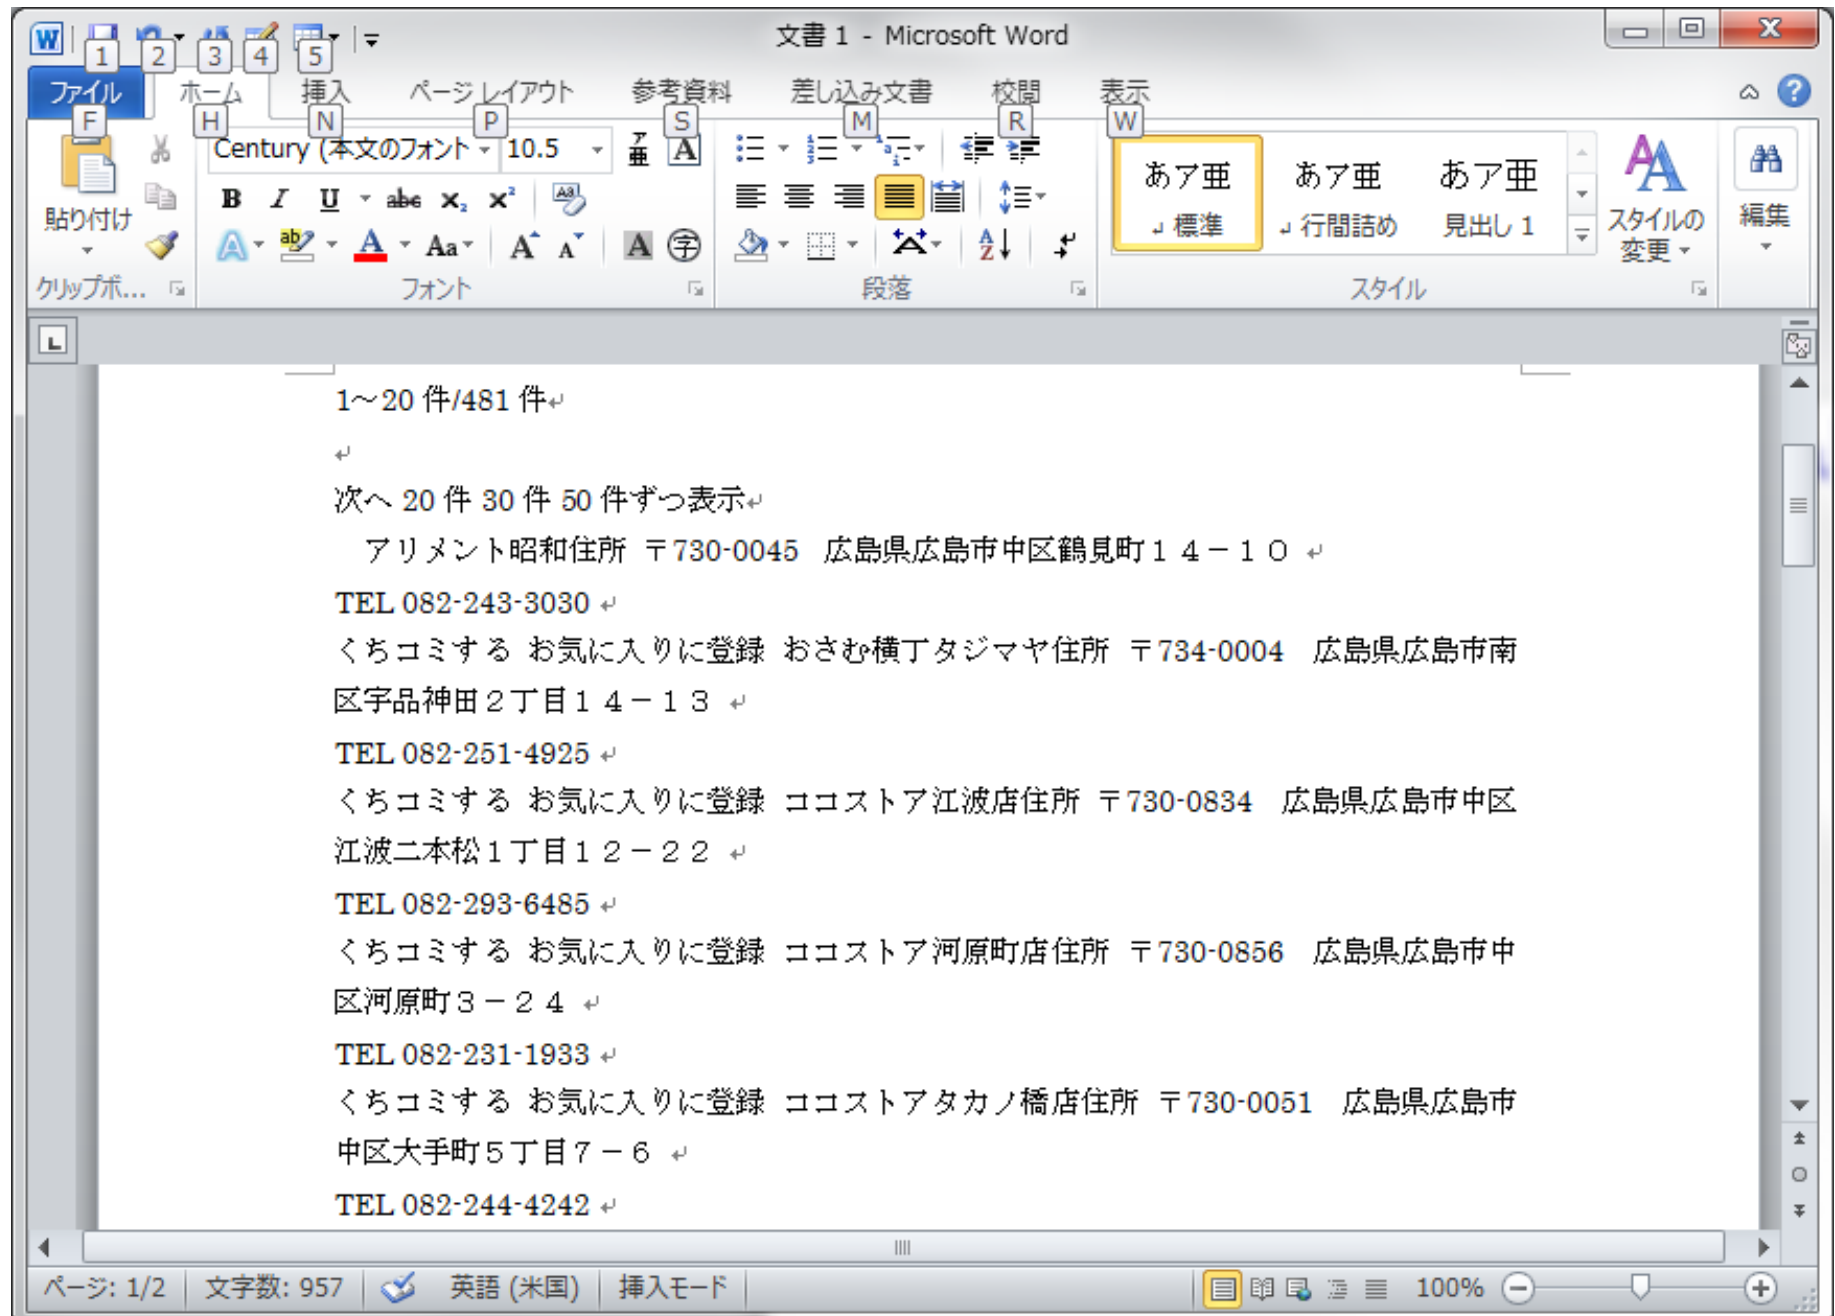 文書 1 - Microsoft Word
1 2 3 4 5
ファイル ホーム 挿入 ページ レイアウト 参考資料 差し込み文書 校閲 表示
F H N P S M R W
Century (本文のフォント 10.5
貼り付け
B I U abe x₂ x²
Aa A A A 字
あア亜 標準
あア亜 行間詰め
あア亜 見出し 1
スタイルの変更
編集
クリップボ... フォント 段落 スタイル
1～20 件/481 件
次へ 20 件 30 件 50 件ずつ表示
アリメント昭和住所 〒730-0045 広島県広島市中区鶴見町１４－１０
TEL 082-243-3030
くちコミする お気に入りに登録 おさむ横丁タジマヤ住所 〒734-0004 広島県広島市南
区宇品神田２丁目１４－１３
TEL 082-251-4925
くちコミする お気に入りに登録 ココストア江波店住所 〒730-0834 広島県広島市中区
江波二本松１丁目１２－２２
TEL 082-293-6485
くちコミする お気に入りに登録 ココストア河原町店住所 〒730-0856 広島県広島市中
区河原町３－２４
TEL 082-231-1933
くちコミする お気に入りに登録 ココストアタカノ橋店住所 〒730-0051 広島県広島市
中区大手町５丁目７－６
TEL 082-244-4242
ページ: 1/2 文字数: 957 英語 (米国) 挿入モード 100%